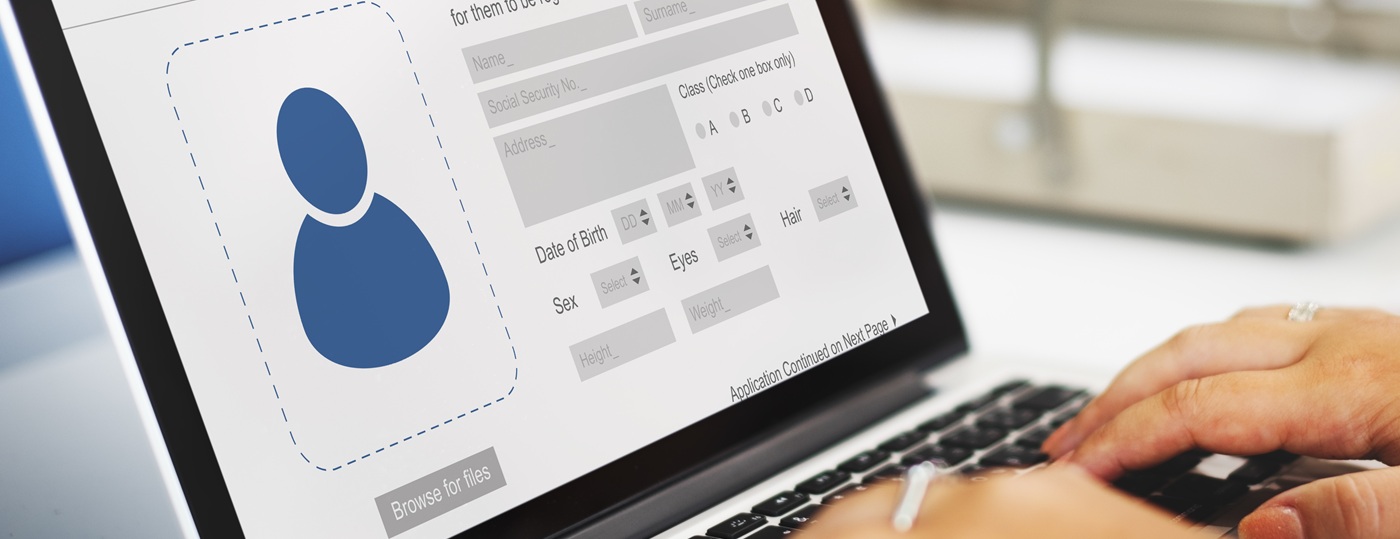 for them to be
Name_
Surname_
Social Security No._
Address_
Class (Check one box only)
A B C D
Date of Birth DD MM YY
Sex Select Eyes Select Hair Select
Height_ Weight_
Application Continued on Next Page
Browse for files